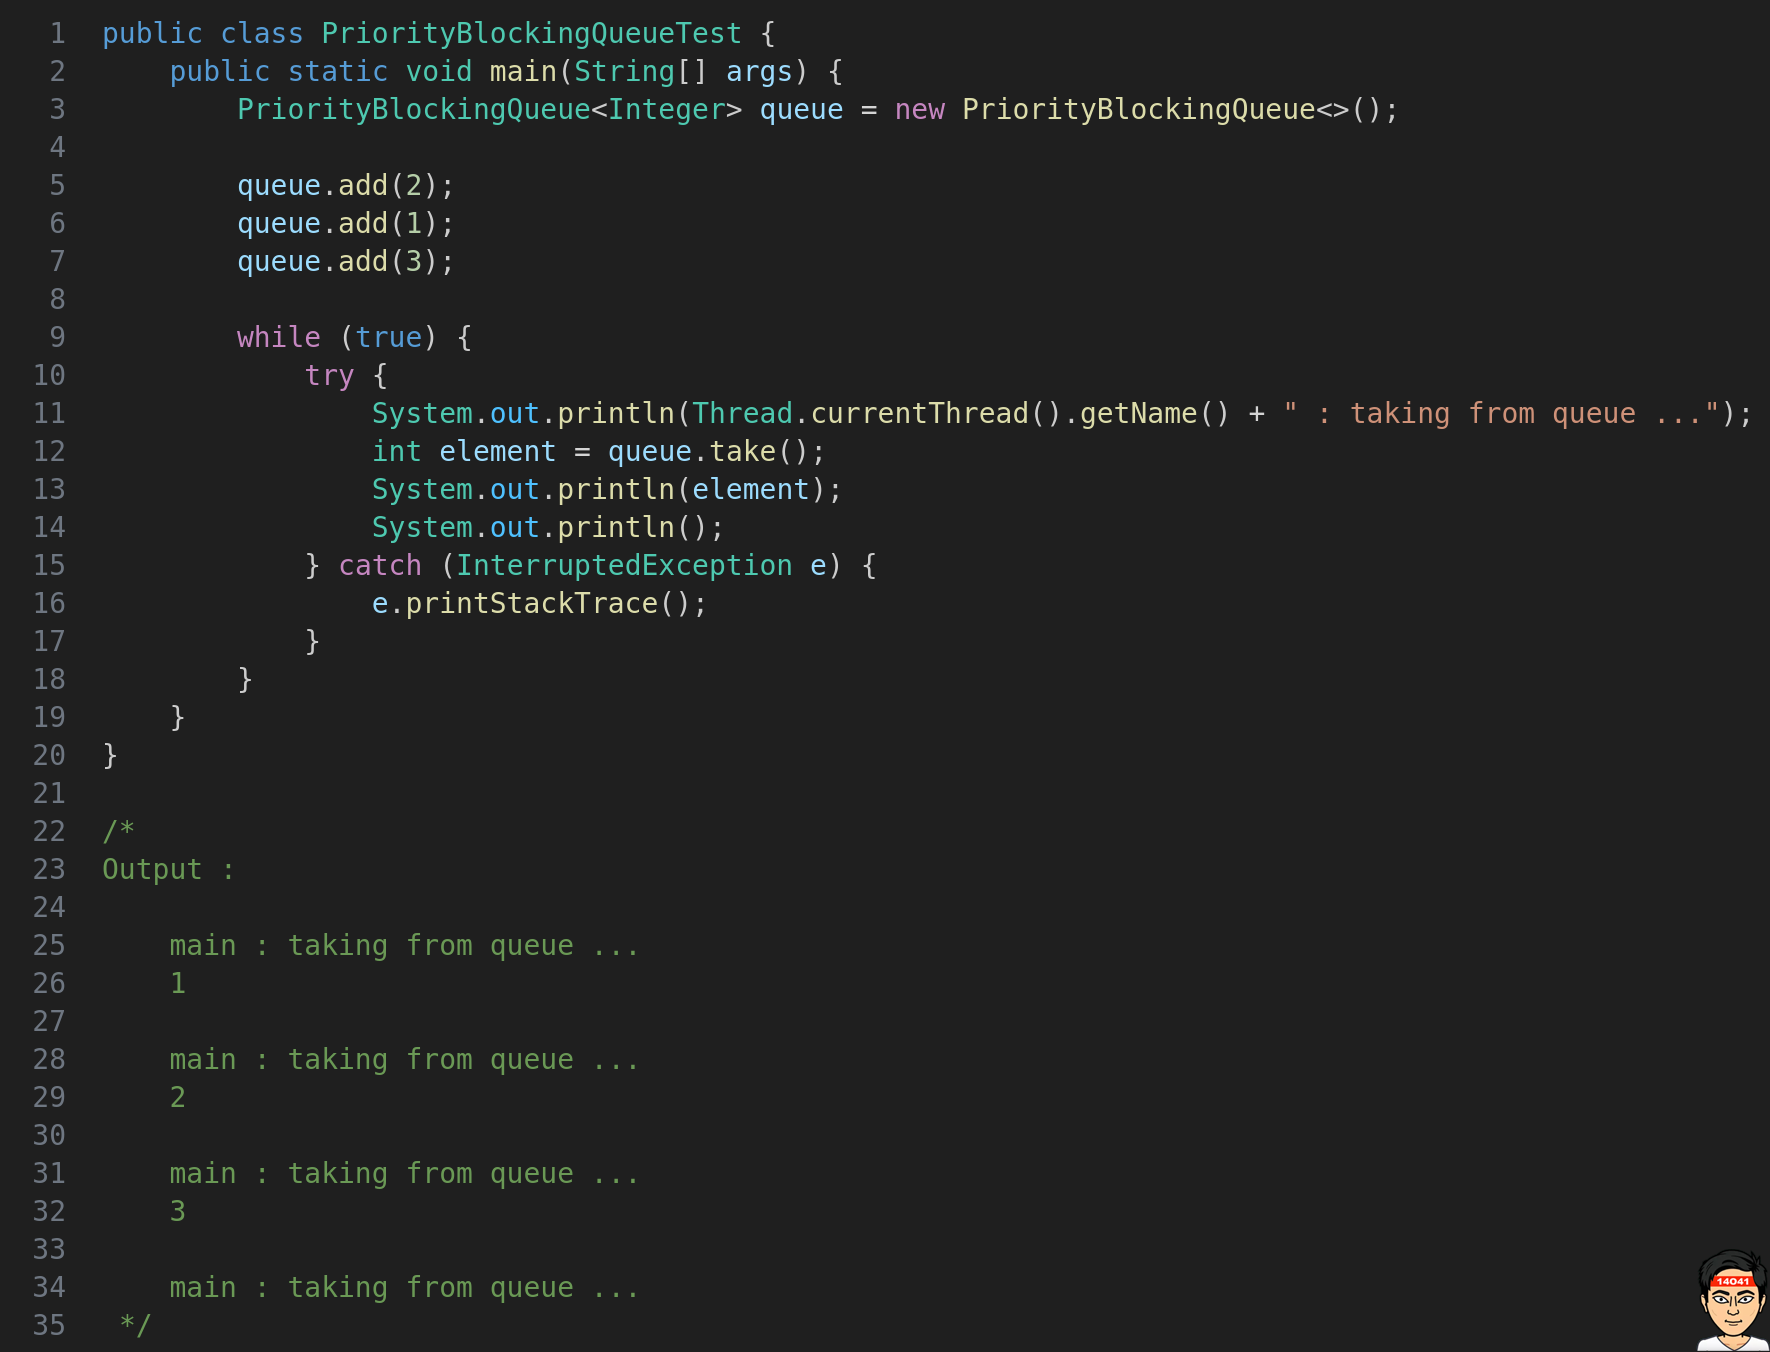 1 public class PriorityBlockingQueueTest {
2     public static void main(String[] args) {
3         PriorityBlockingQueue<Integer> queue = new PriorityBlockingQueue<>();
4
5         queue.add(2);
6         queue.add(1);
7         queue.add(3);
8
9         while (true) {
10             try {
11                 System.out.println(Thread.currentThread().getName() + " : taking from queue ...");
12                 int element = queue.take();
13                 System.out.println(element);
14                 System.out.println();
15             } catch (InterruptedException e) {
16                 e.printStackTrace();
17             }
18         }
19     }
20 }
21
22 /*
23 Output :
24
25     main : taking from queue ...
26     1
27
28     main : taking from queue ...
29     2
30
31     main : taking from queue ...
32     3
33
34     main : taking from queue ...
35  */
14041